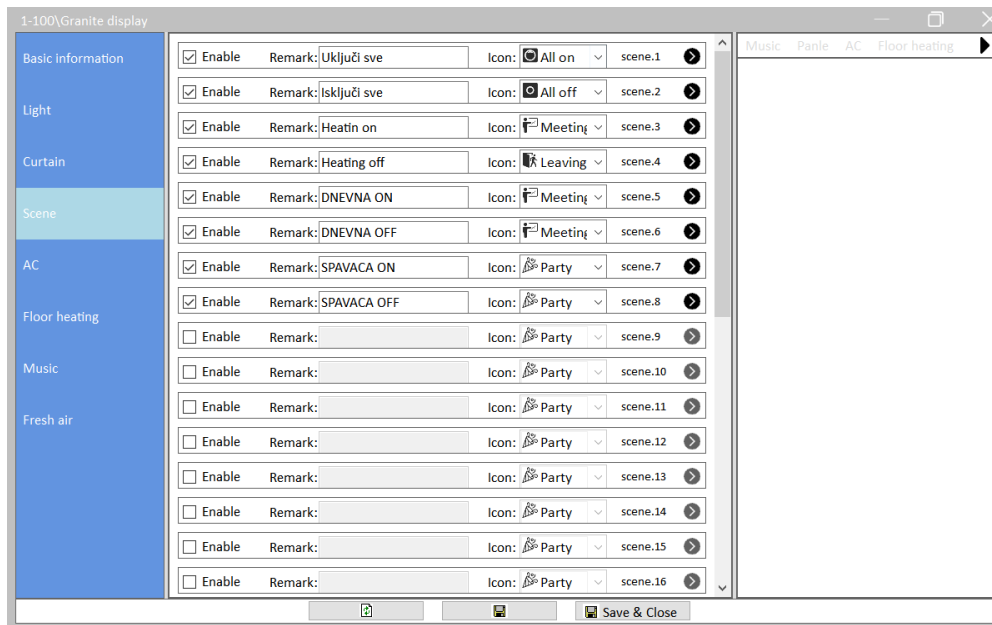 1-100\Granite display
Basic information
Light
Curtain
Scene
AC
Floor heating
Music
Fresh air
Enable Remark: Uključi sve Icon: All on scene.1
Enable Remark: Isključi sve Icon: All off scene.2
Enable Remark: Heatin on Icon: Meeting scene.3
Enable Remark: Heating off Icon: Leaving scene.4
Enable Remark: DNEVNA ON Icon: Meeting scene.5
Enable Remark: DNEVNA OFF Icon: Meeting scene.6
Enable Remark: SPAVACA ON Icon: Party scene.7
Enable Remark: SPAVACA OFF Icon: Party scene.8
Enable Remark: Icon: Party scene.9
Enable Remark: Icon: Party scene.10
Enable Remark: Icon: Party scene.11
Enable Remark: Icon: Party scene.12
Enable Remark: Icon: Party scene.13
Enable Remark: Icon: Party scene.14
Enable Remark: Icon: Party scene.15
Enable Remark: Icon: Party scene.16
Music Panle AC Floor heating
Save & Close